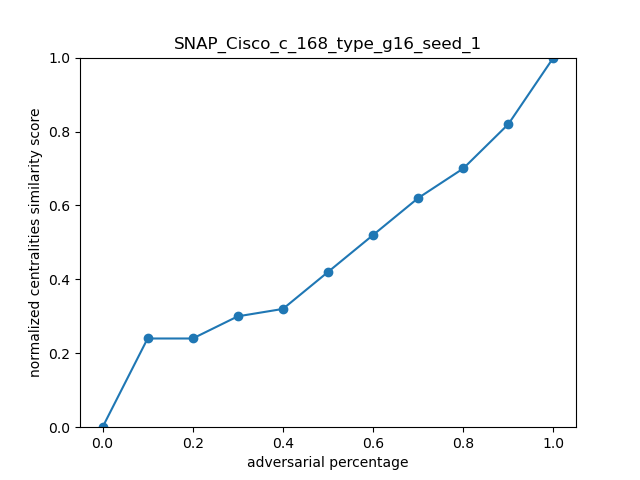 SNAP_Cisco_c_168_type_g16_seed_1
normalized centralities similarity score
1.0
0.8
0.6
0.4
0.2
0.0
0.0 0.2 0.4 0.6 0.8 1.0
adversarial percentage